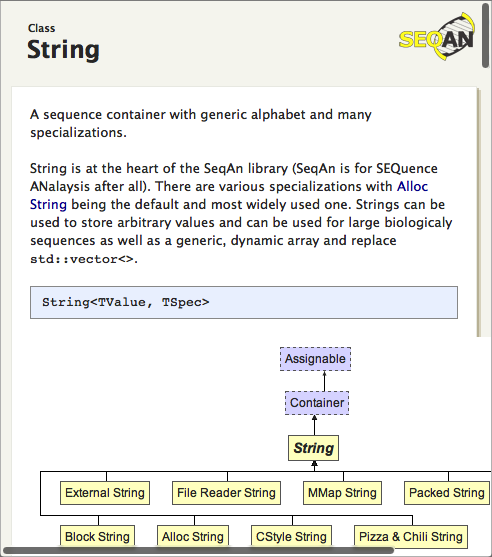 Class
String
SEQAN
A sequence container with generic alphabet and many
specializations.
String is at the heart of the SeqAn library (SeqAn is for SEQuence
ANalaysis after all). There are various specializations with Alloc
String being the default and most widely used one. Strings can be
used to store arbitrary values and can be used for large biologicaly
sequences as well as a generic, dynamic array and replace
std::vector<>.
String<TValue, TSpec>
Assignable
Container
String
External String File Reader String MMap String Packed String
Block String Alloc String CStyle String Pizza & Chili String